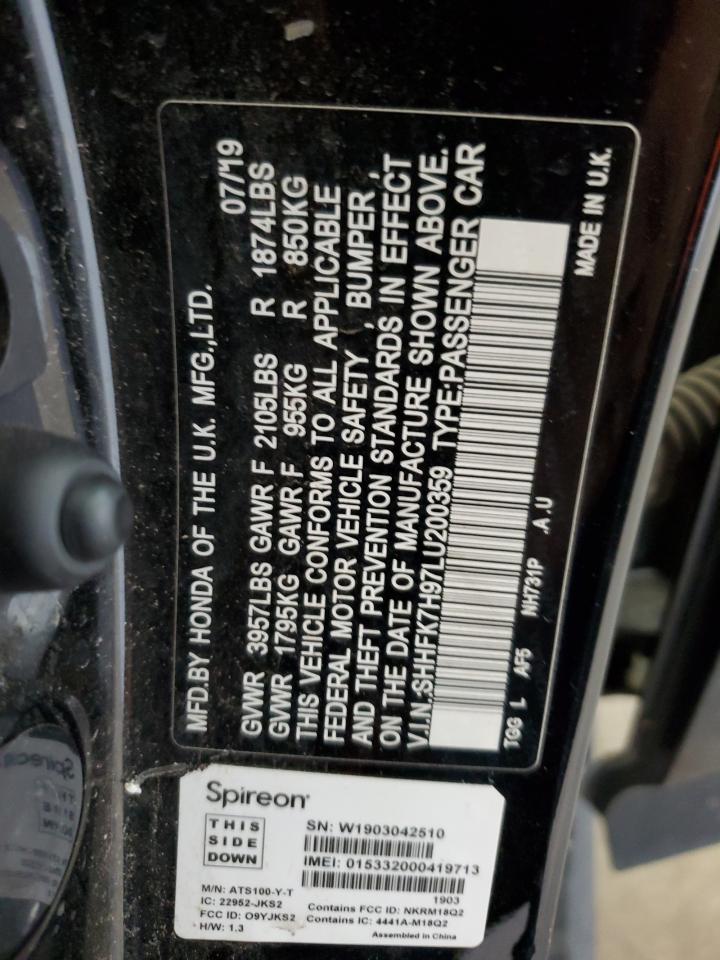 MFD.BY HONDA OF THE U.K. MFG.,LTD. 07/'19
GVWR 3957LBS GAWR F 2105LBS R 1874LBS
GVWR 1795KG GAWR F 955KG R 850KG
THIS VEHICLE CONFORMS TO ALL APPLICABLE
FEDERAL MOTOR VEHICLE SAFETY , BUMPER ,
AND THEFT PREVENTION STANDARDS IN EFFECT
ON THE DATE OF MANUFACTURE SHOWN ABOVE.
V.I.N.:SHHFK7H97LU200359 TYPE:PASSENGER CAR
TGG L AF5 NH731P .A .U MADE IN U.K.
Spireon
THIS
SIDE
DOWN
SN: W1903042510
IMEI: 015332000419713
1903
M/N: ATS100-Y-T
IC: 22952-JKS2
FCC ID: O9YJKS2
H/W: 1.3
Contains FCC ID: NKRM18Q2
Contains IC: 4441A-M18Q2
Assembled in China